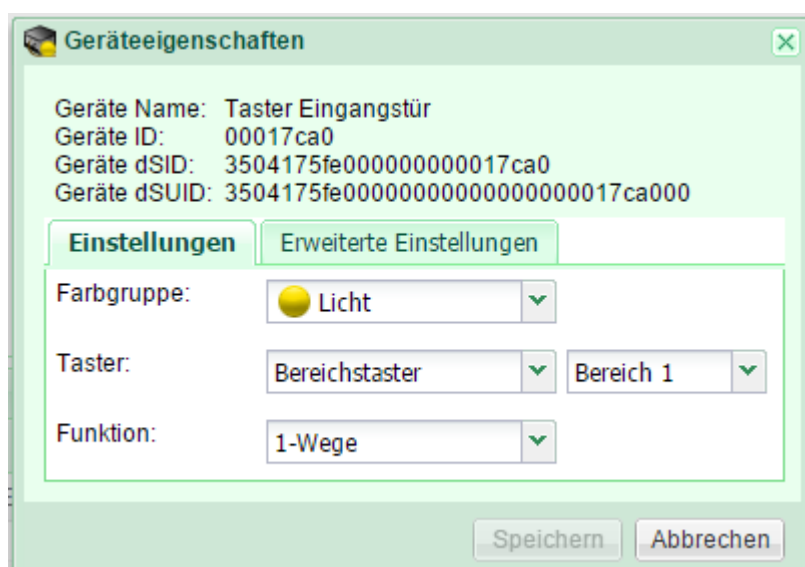 Geräteeigenschaften
Geräte Name: Taster Eingangstür
Geräte ID: 00017ca0
Geräte dSID: 3504175fe000000000017ca0
Geräte dSUID: 3504175fe00000000000000000017ca000
Einstellungen Erweiterte Einstellungen
Farbgruppe: Licht
Taster: Bereichstaster Bereich 1
Funktion: 1-Wege
Speichern Abbrechen